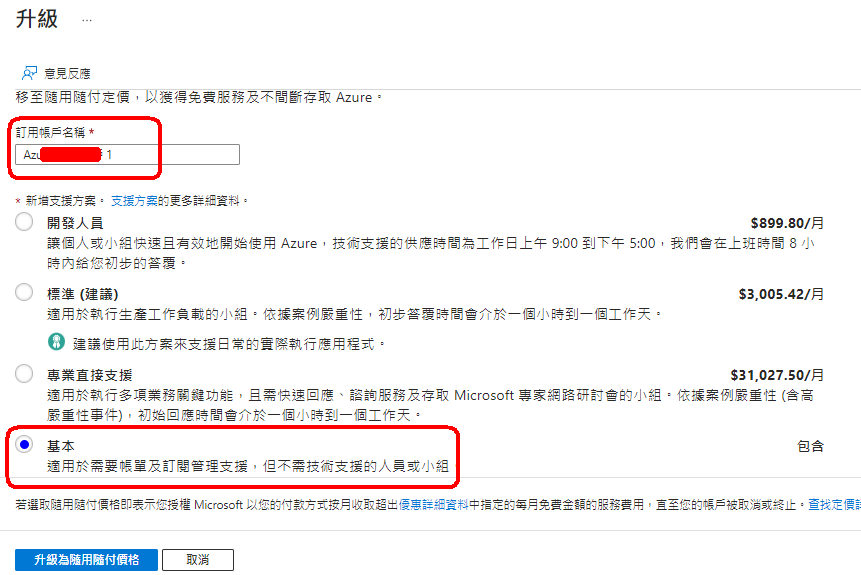 升級
...
意見反應
移至隨用隨付定價，以獲得免費服務及不間斷存取 Azure。
訂用帳戶名稱 *
Azu 1
* 新增支援方案。 支援方案的更多詳細資料。
開發人員 $899.80/月
讓個人或小組快速且有效地開始使用 Azure，技術支援的供應時間為工作日上午 9:00 到下午 5:00，我們會在上班時間 8 小
時內給您初步的答覆。
標準 (建議) $3,005.42/月
適用於執行生產工作負載的小組。依據案例嚴重性，初步答覆時間會介於一個小時到一個工作天。
建議使用此方案來支援日常的實際執行應用程式。
專業直接支援 $31,027.50/月
適用於執行多項業務關鍵功能，且需快速回應、諮詢服務及存取 Microsoft 專家網路研討會的小組。依據案例嚴重性 (含高
嚴重性事件)，初始回應時間會介於一個小時到一個工作天。
基本 包含
適用於需要帳單及訂閱管理支援，但不需技術支援的人員或小組
若選取隨用隨付價格即表示您授權 Microsoft 以您的付款方式按月收取超出優惠詳細資料中指定的每月免費金額的服務費用，直至您的帳戶被取消或終止。查找定價
升級為隨用隨付價格 取消